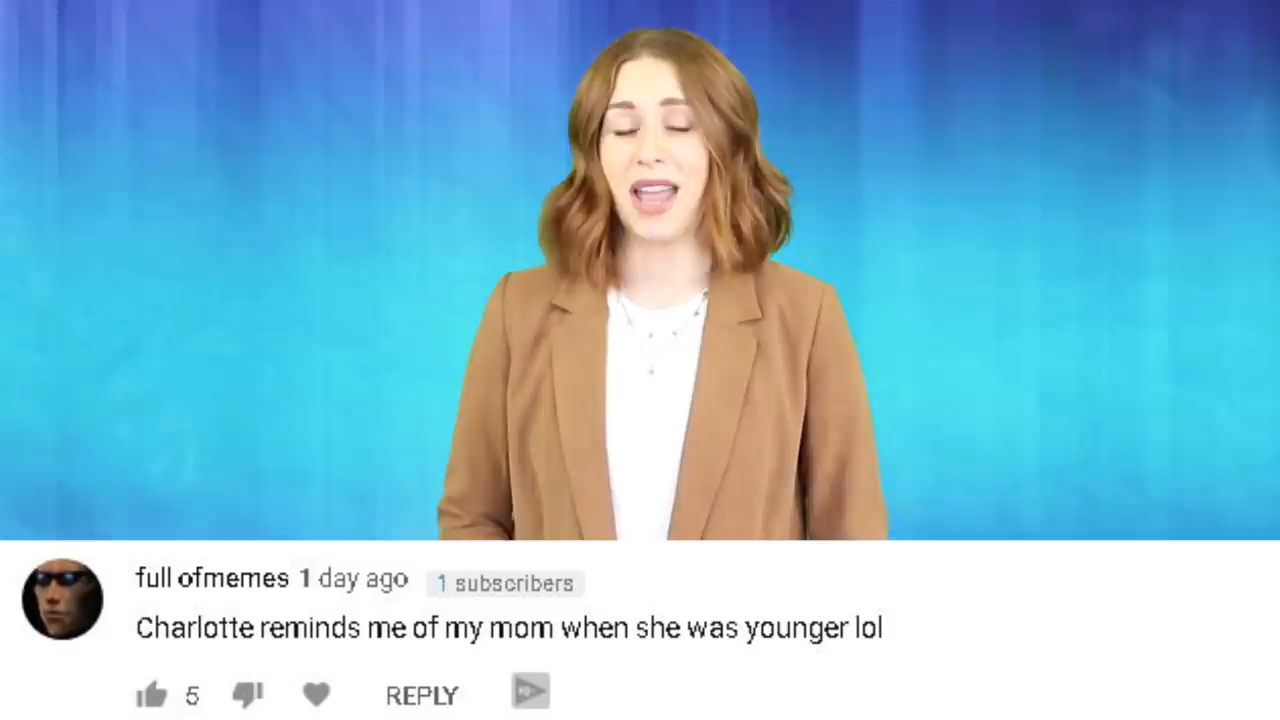 full ofmemes 1 day ago 1 subscribers
Charlotte reminds me of my mom when she was younger lol
5 REPLY